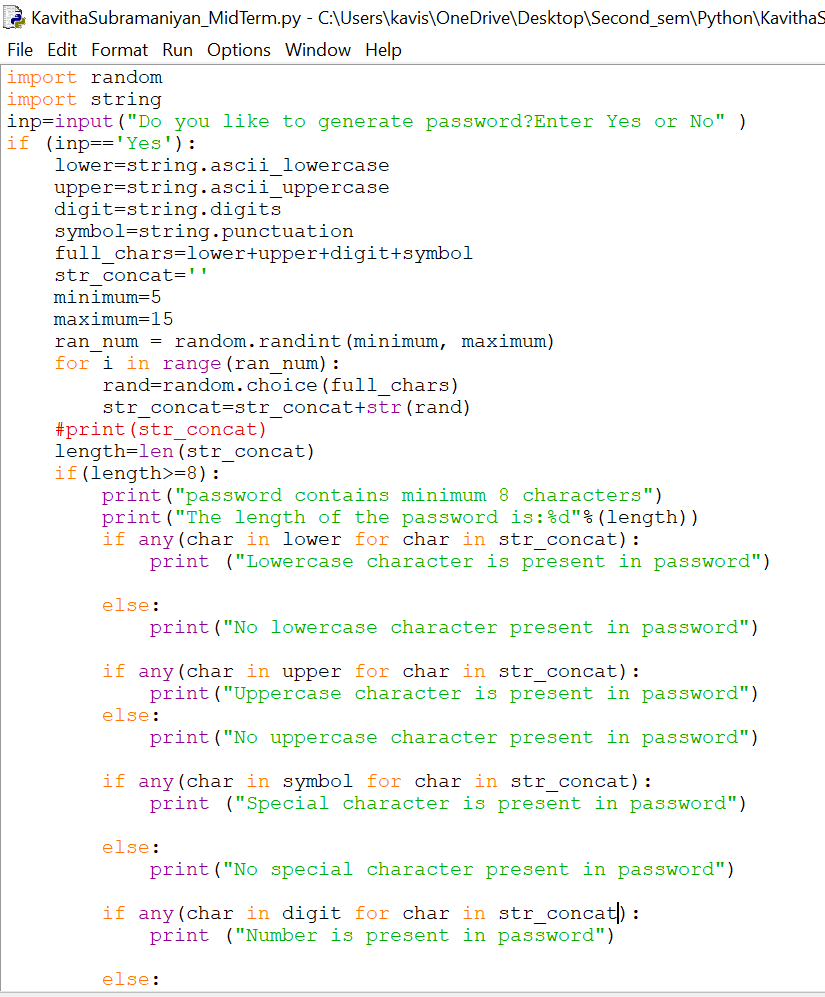 KavithaSubramaniyan_MidTerm.py - C:\Users\kavis\OneDrive\Desktop\Second_sem\Python\KavithaS
File Edit Format Run Options Window Help
import random
import string
inp=input("Do you like to generate password?Enter Yes or No" )
if (inp=='Yes'):
    lower=string.ascii_lowercase
    upper=string.ascii_uppercase
    digit=string.digits
    symbol=string.punctuation
    full_chars=lower+upper+digit+symbol
    str_concat=''
    minimum=5
    maximum=15
    ran_num = random.randint(minimum, maximum)
    for i in range(ran_num):
        rand=random.choice(full_chars)
        str_concat=str_concat+str(rand)
    #print(str_concat)
    length=len(str_concat)
    if(length>=8):
        print("password contains minimum 8 characters")
        print("The length of the password is:%d"%(length))
        if any(char in lower for char in str_concat):
            print ("Lowercase character is present in password")
        else:
            print("No lowercase character present in password")
        if any(char in upper for char in str_concat):
            print("Uppercase character is present in password")
        else:
            print("No uppercase character present in password")
        if any(char in symbol for char in str_concat):
            print ("Special character is present in password")
        else:
            print("No special character present in password")
        if any(char in digit for char in str_concat):
            print ("Number is present in password")
        else: